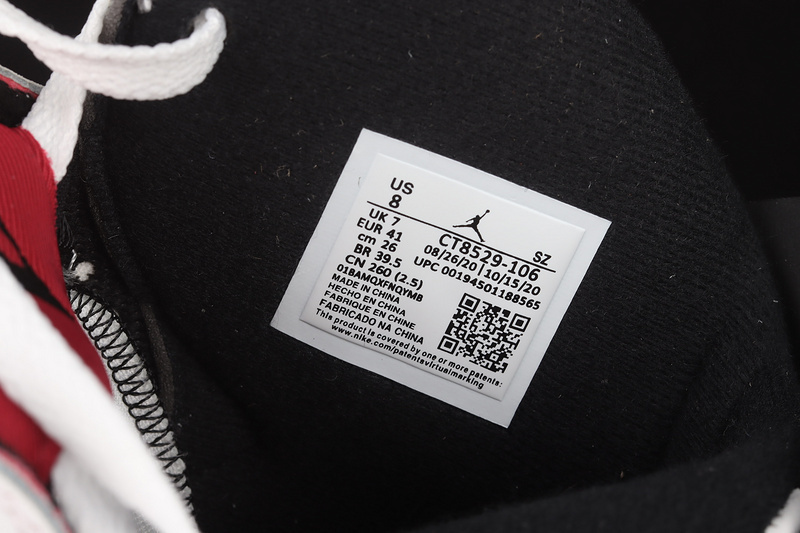 US
8
UK 7
EUR 41
cm 26
BR 39.5
CN 260 (2.5)
SZ
CT8529-106
08/26/20 | 10/15/20
UPC 00194501188565
01BAMQXFNQYMB
MADE IN CHINA
HECHO EN CHINA
FABRIQUE EN CHINE
FABRICADO NA CHINA
This product is covered by one or more patents:
www.nike.com/patentsvirtualmarking